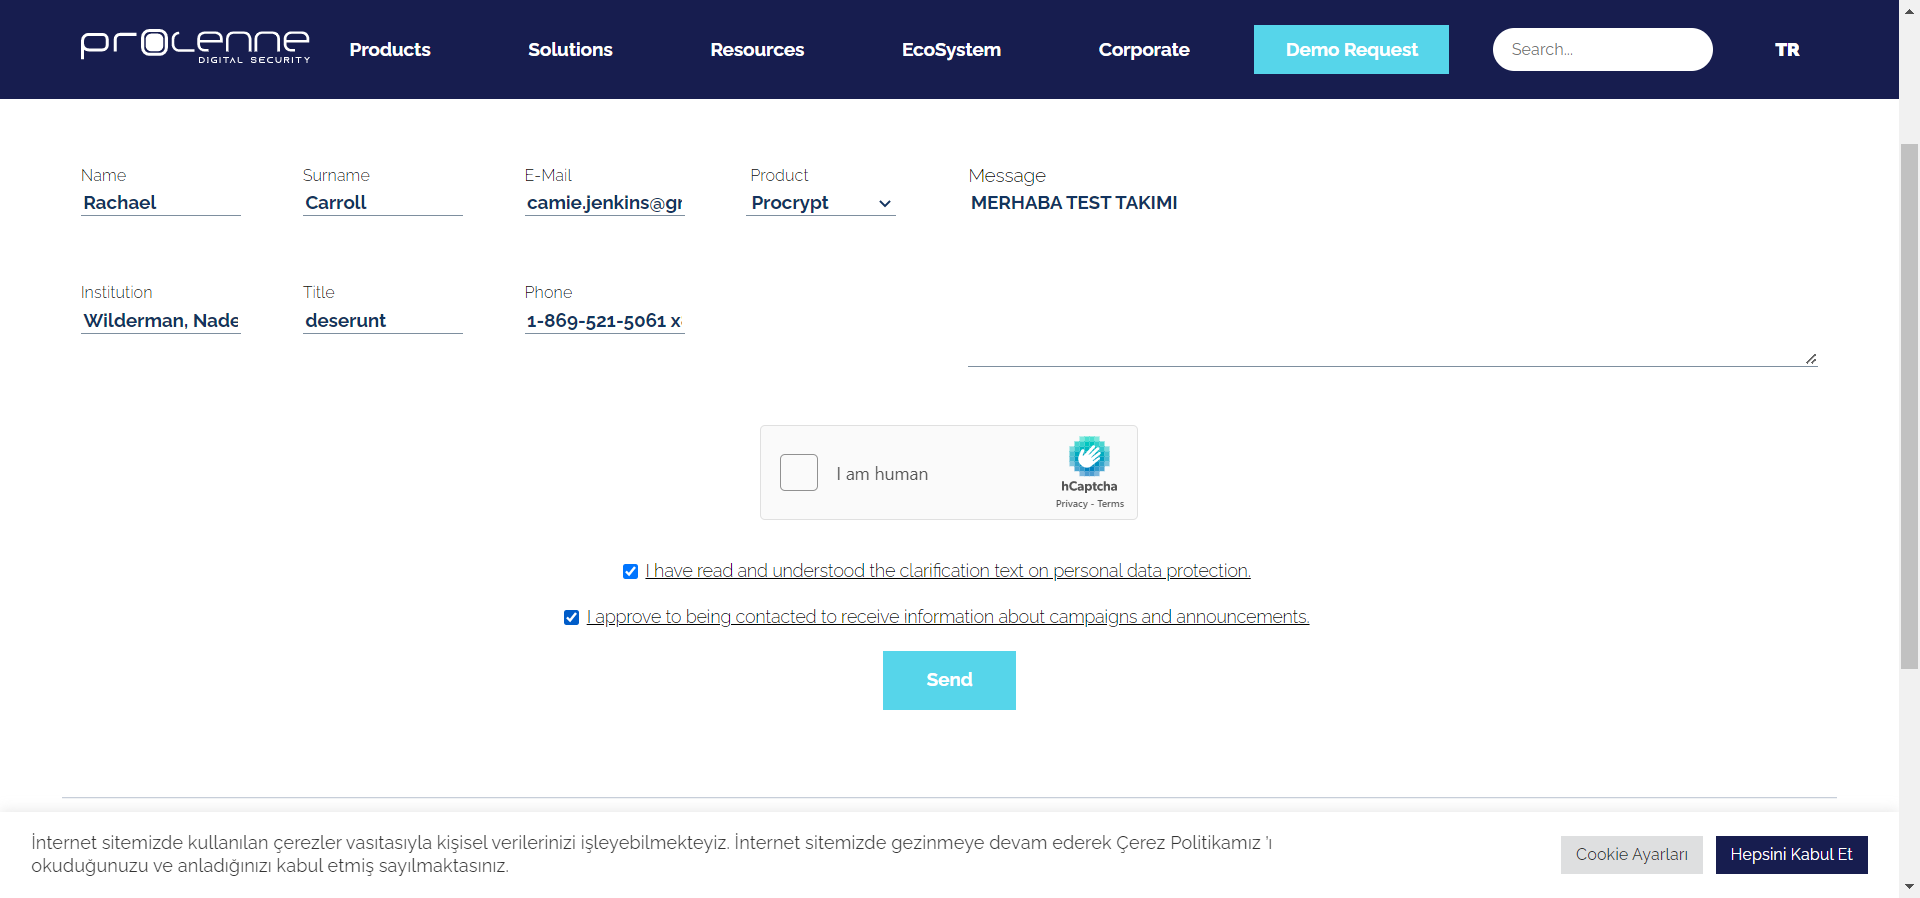 procenne
DIGITAL SECURITY
Products
Solutions
Resources
EcoSystem
Corporate
Demo Request
Search...
TR
Name
Surname
E-Mail
Product
Message
Rachael
Carroll
camie.jenkins@gr
Procrypt
MERHABA TEST TAKIMI
Institution
Title
Phone
Wilderman, Nade
deserunt
1-869-521-5061 x
I am human
hCaptcha
Privacy - Terms
I have read and understood the clarification text on personal data protection.
I approve to being contacted to receive information about campaigns and announcements.
Send
İnternet sitemizde kullanılan çerezler vasıtasıyla kişisel verilerinizi işleyebilmekteyiz. İnternet sitemizde gezinmeye devam ederek Çerez Politikamız 'ı
okuduğunuzu ve anladığınızı kabul etmiş sayılmaktasınız.
Cookie Ayarları
Hepsini Kabul Et